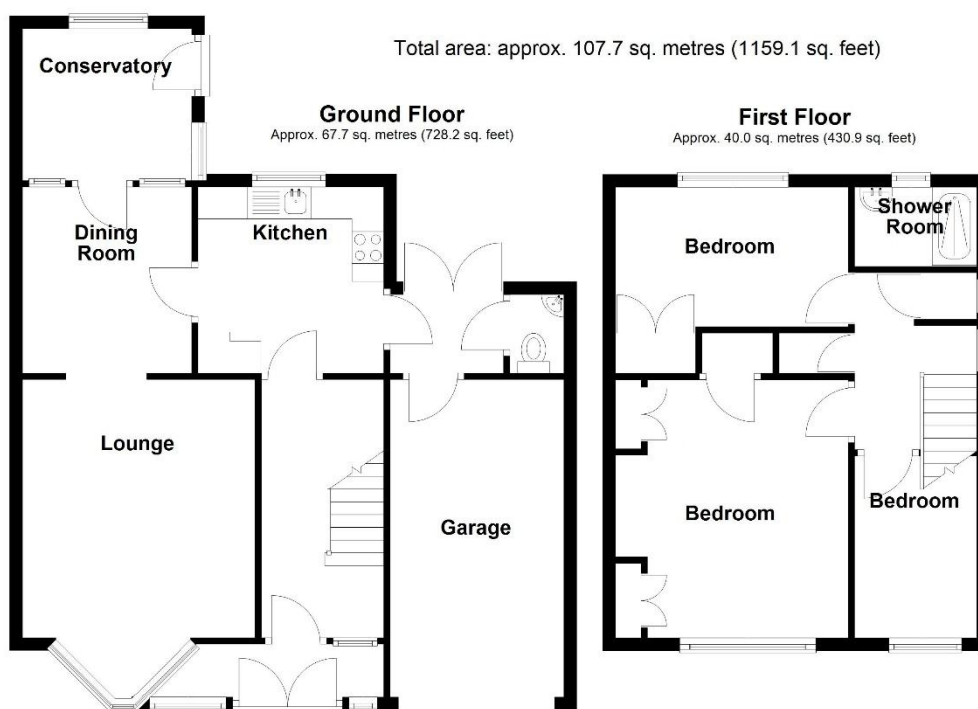 Total area: approx. 107.7 sq. metres (1159.1 sq. feet)
Ground Floor
Approx. 67.7 sq. metres (728.2 sq. feet)
Conservatory
Dining
Room
Kitchen
Lounge
Garage
First Floor
Approx. 40.0 sq. metres (430.9 sq. feet)
Bedroom
Shower
Room
Bedroom
Bedroom